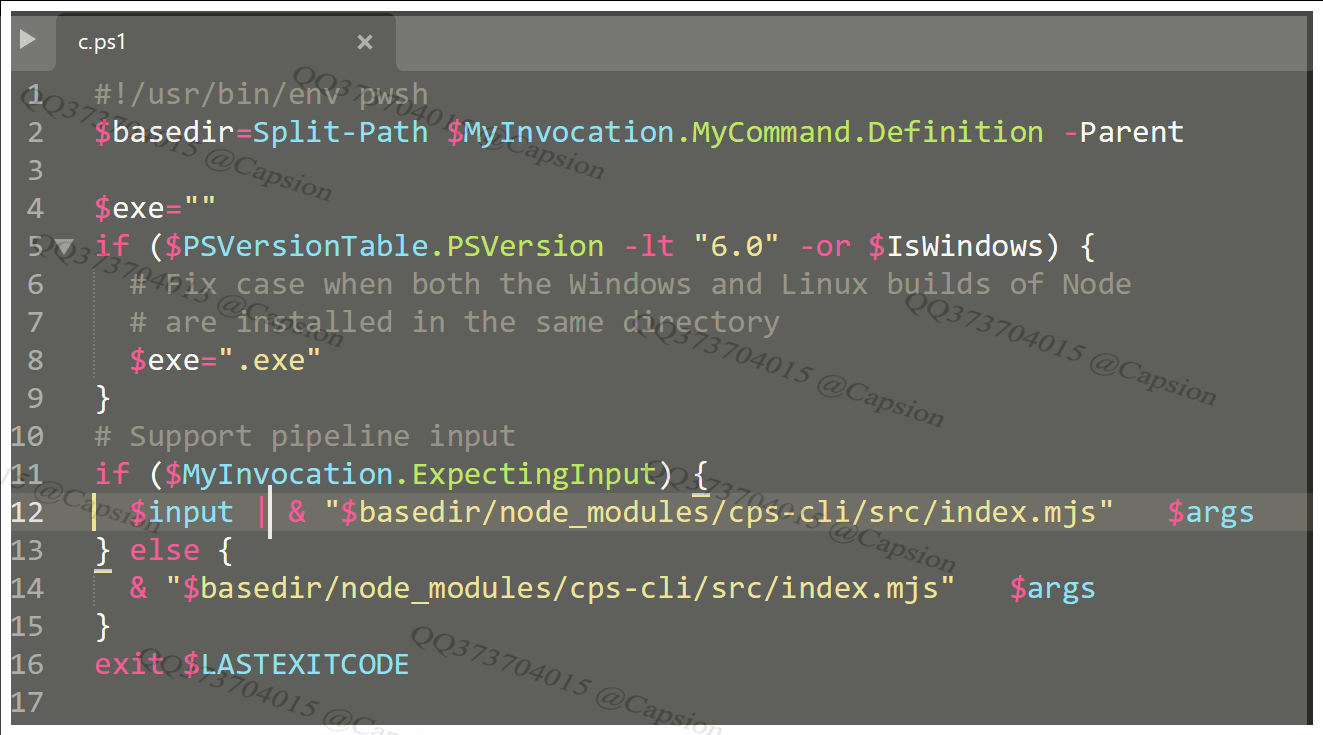 c.ps1 ×
1 #!/usr/bin/env pwsh
2 $basedir=Split-Path $MyInvocation.MyCommand.Definition -Parent
3
4 $exe=""
5 if ($PSVersionTable.PSVersion -lt "6.0" -or $IsWindows) {
6   # Fix case when both the Windows and Linux builds of Node
7   # are installed in the same directory
8   $exe=".exe"
9 }
10 # Support pipeline input
11 if ($MyInvocation.ExpectingInput) {
12   $input | & "$basedir/node_modules/cps-cli/src/index.mjs"   $args
13 } else {
14   & "$basedir/node_modules/cps-cli/src/index.mjs"   $args
15 }
16 exit $LASTEXITCODE
17
QQ373704015 @Capsion
QQ373704015 @Capsion
QQ373704015 @Capsion
QQ373704015 @Capsion
QQ373704015 @Capsion
15 @Capsion
QQ373704015 @Capsion
QQ373704015 @Capsion
QQ373704015 @Capsion